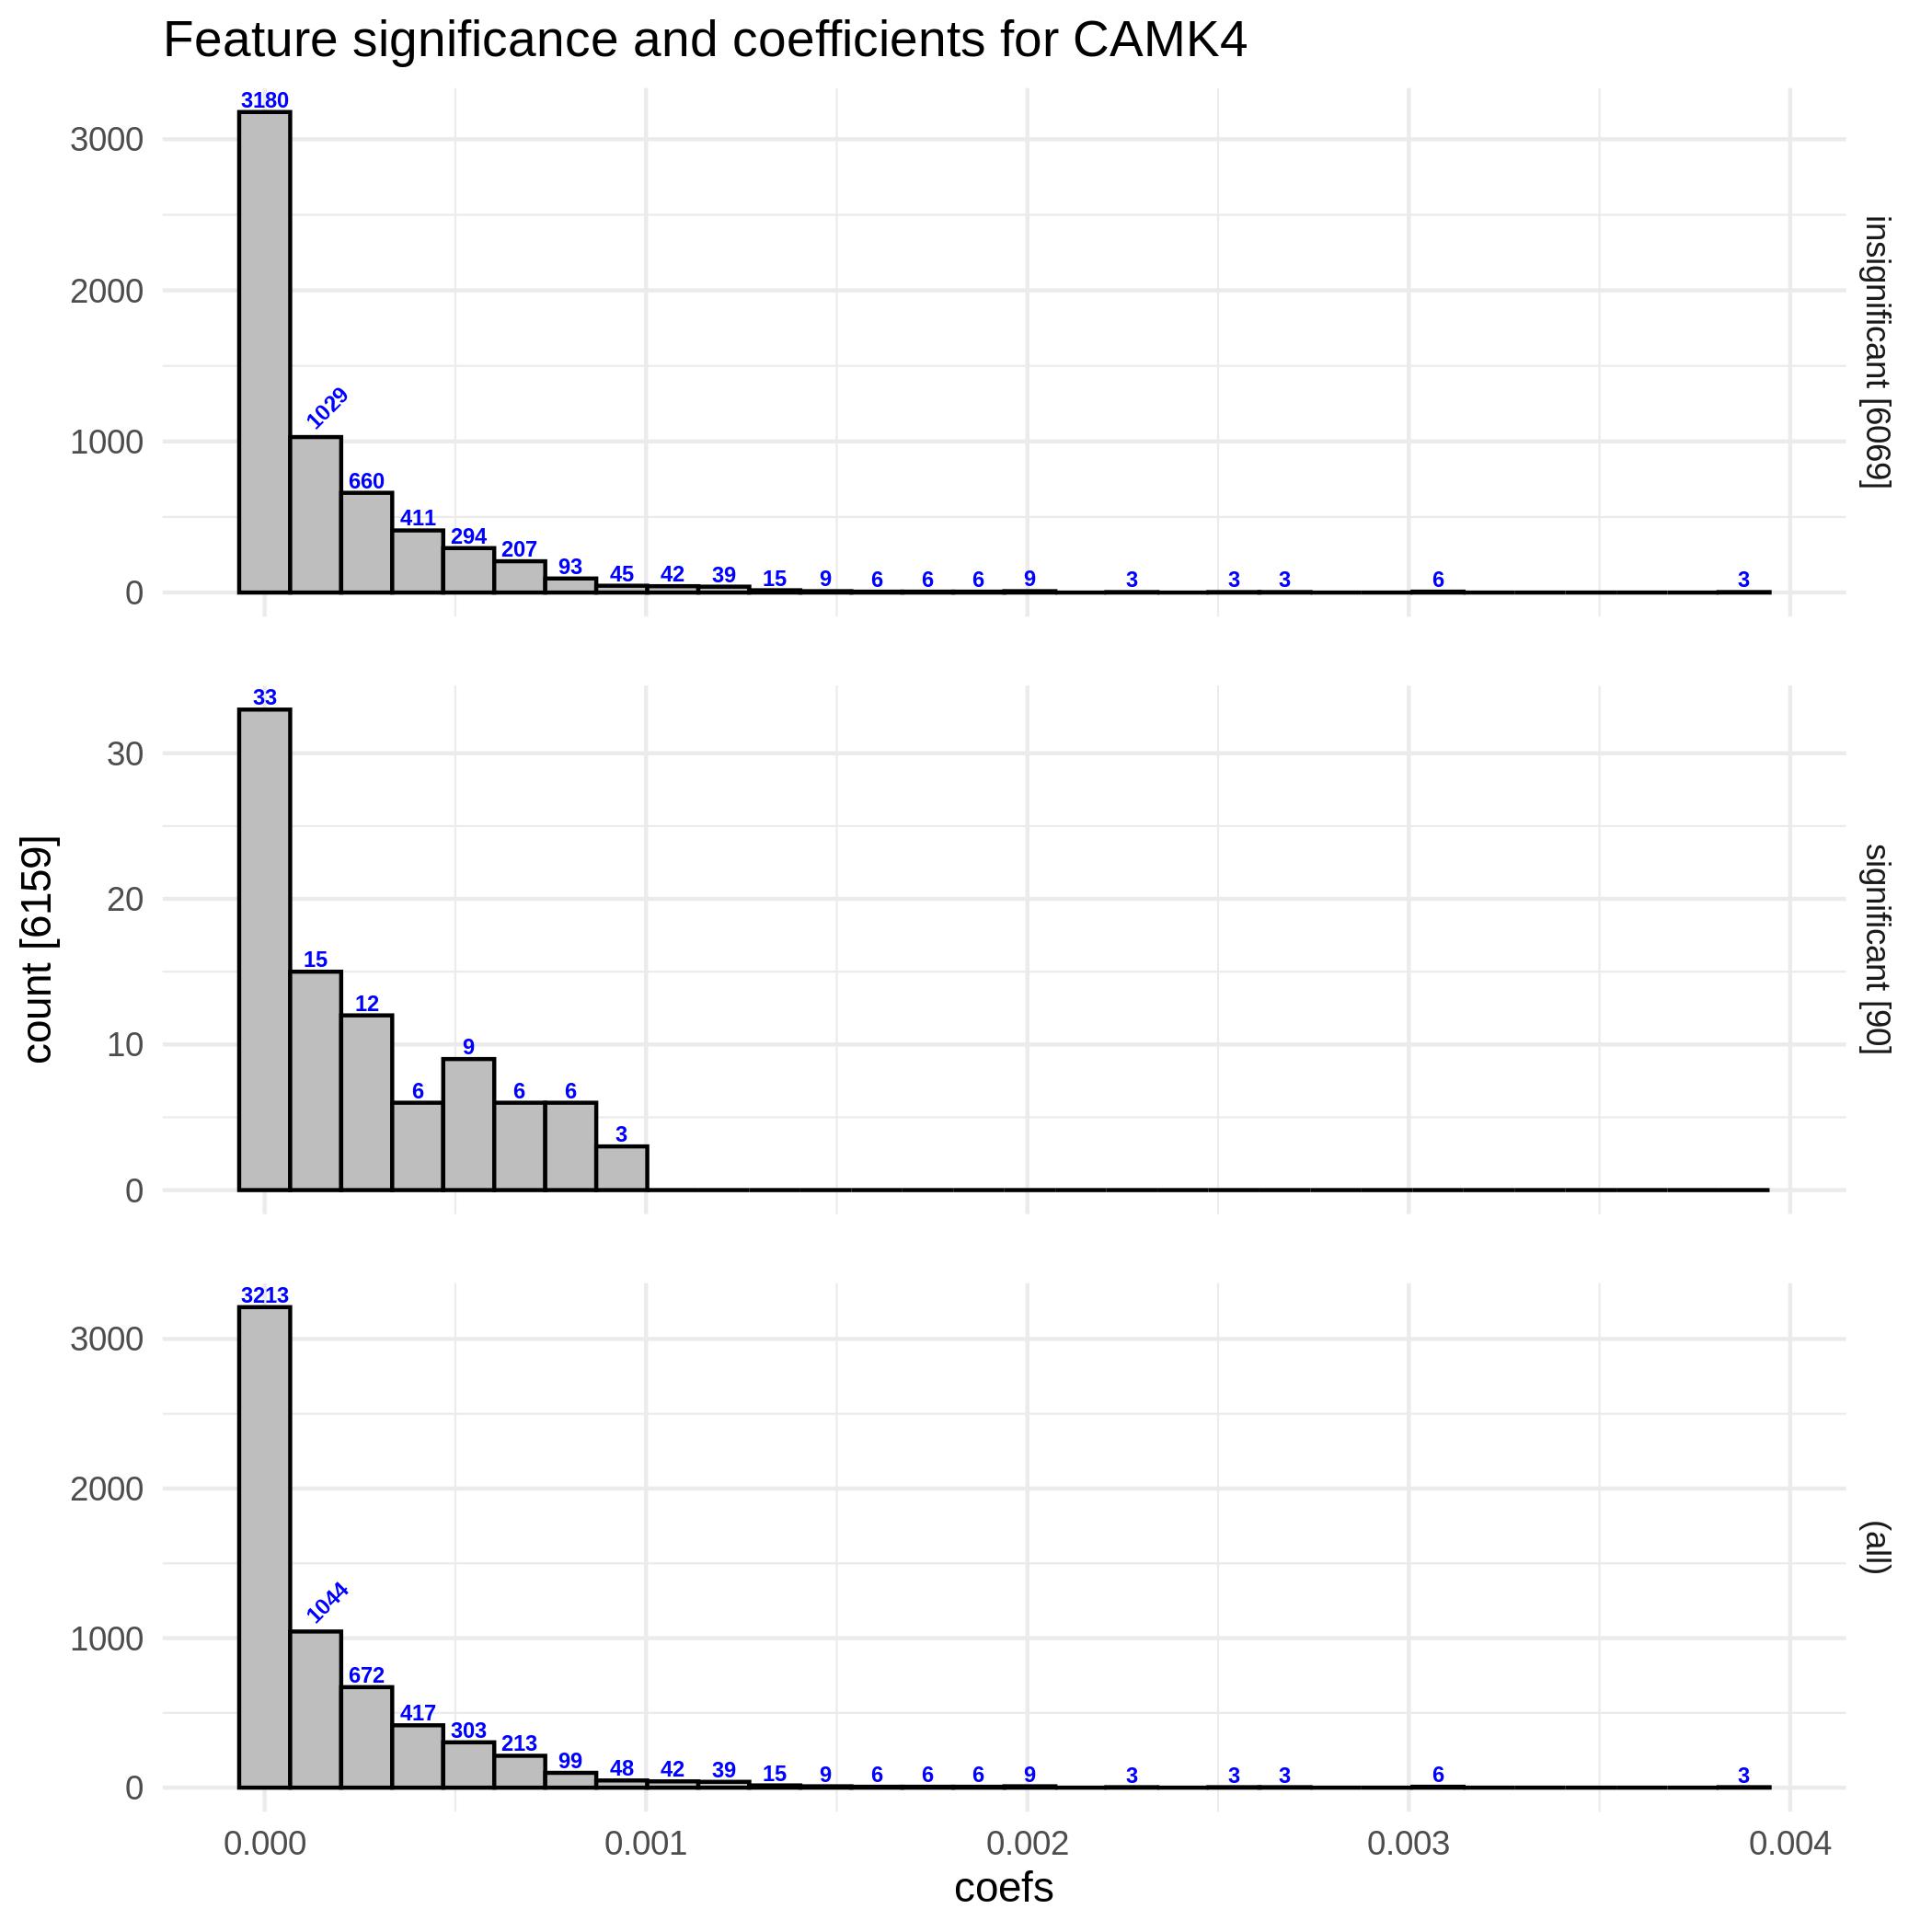 Feature significance and coefficients for CAMK4
3180
3000
2000
1029
1000
660
411
294
207
93 45 42 39 15 9 6 6 6 9 3 3 3 6 3
0
insignificant [6069]
33
30
20
15
12
10
9
6 6 6
3
0
significant [90]
count [6159]
3213
3000
2000
1044
1000
672
417
303
213
99 48 42 39 15 9 6 6 6 9 3 3 3 6 3
0
(all)
0.000 0.001 0.002 0.003 0.004
coefs